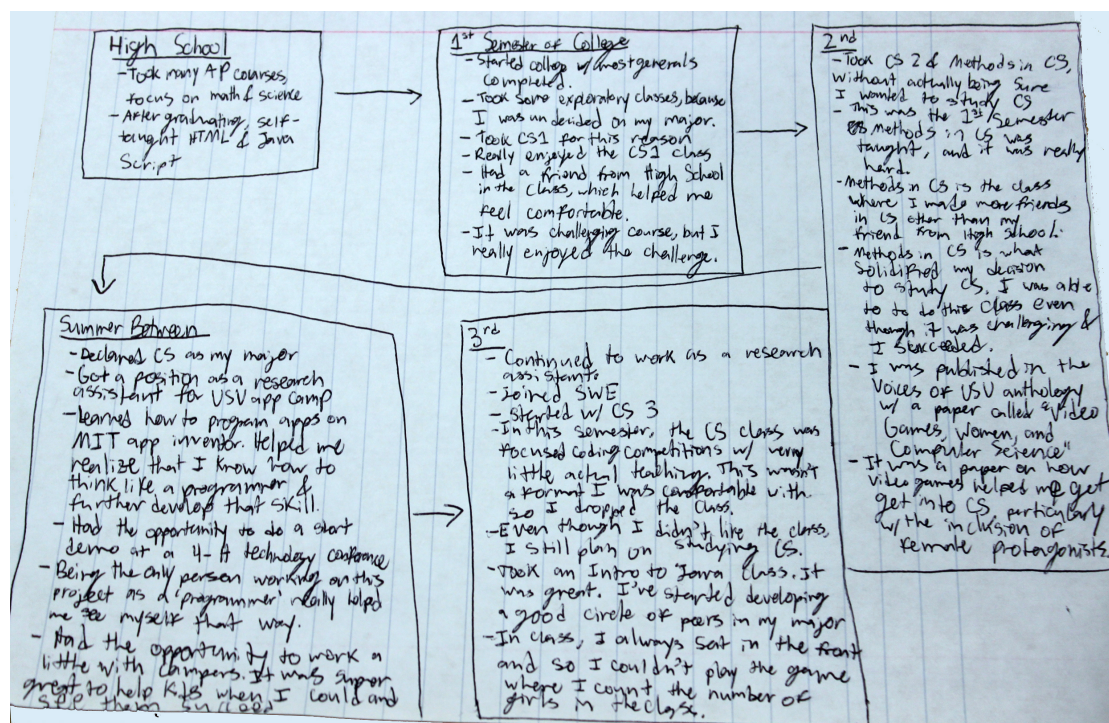 High School
- Took many AP courses,
focus on math & science
- After graduating, self-
taught HTML & Java
Script
1st Semester of College
- Started college w/ most generals
completed.
- Took some exploratory classes, because
I was undecided on my major.
- Took CS1 for this reason
- Really enjoyed the CS1 class
- Had a friend from High School
in the class, which helped me
feel comfortable.
- It was challenging course, but I
really enjoyed the challenge.
2nd
- Took CS 2 & Methods in CS,
without actually being sure
I wanted to study CS
- This was the 1st semester
Methods in CS was
taught, and it was really
hard.
- Methods in CS is the class
where I made more friends
in CS other than my
friend from High School.
- Methods in CS is what
solidified my decision
to study CS. I was able
to to do this class even
though it was challenging &
I succeeded.
- I was published in the
Voices of USU anthology
w/ a paper called "Video
Games, Women, and
Computer Science"
- It was a paper on how
video games helped me get
get into CS, particularly
w/ the inclusion of
female protagonists.
Summer Between
- Declared CS as my major
- Got a position as a research
assistant for USU app camp
- Learned how to program apps on
MIT app inventor. Helped me
realize that I know how to
think like a programmer &
further develop that skill.
- Had the opportunity to do a start
demo at a 4-H technology conference
- Being the only person working on this
project as a 'programmer' really helped
me see myself that way.
- Had the opportunity to work a
little with campers. It was super
great to help kids when I could and
see them succeed
3rd
- Continued to work as a research
assistant.
- Joined SWE
- Started w/ CS 3
- In this semester, the CS class was
focused coding competitions w/ very
little actual teaching. This wasn't
a format I was comfortable with
so I dropped the class.
- Even though I didn't like the class,
I still plan on studying CS.
- Took an Intro to Java class. It
was great. I've started developing
a good circle of peers in my major
- In class, I always sat in the front
and so I couldn't play the game
where I count the number of
girls in the class.